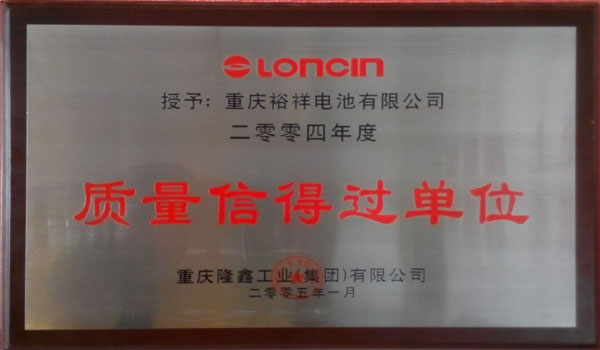 LONCIN
授予：重庆裕祥电池有限公司
二零零四年度
质量信得过单位
重庆隆鑫工业(集团)有限公司
二零零五年一月